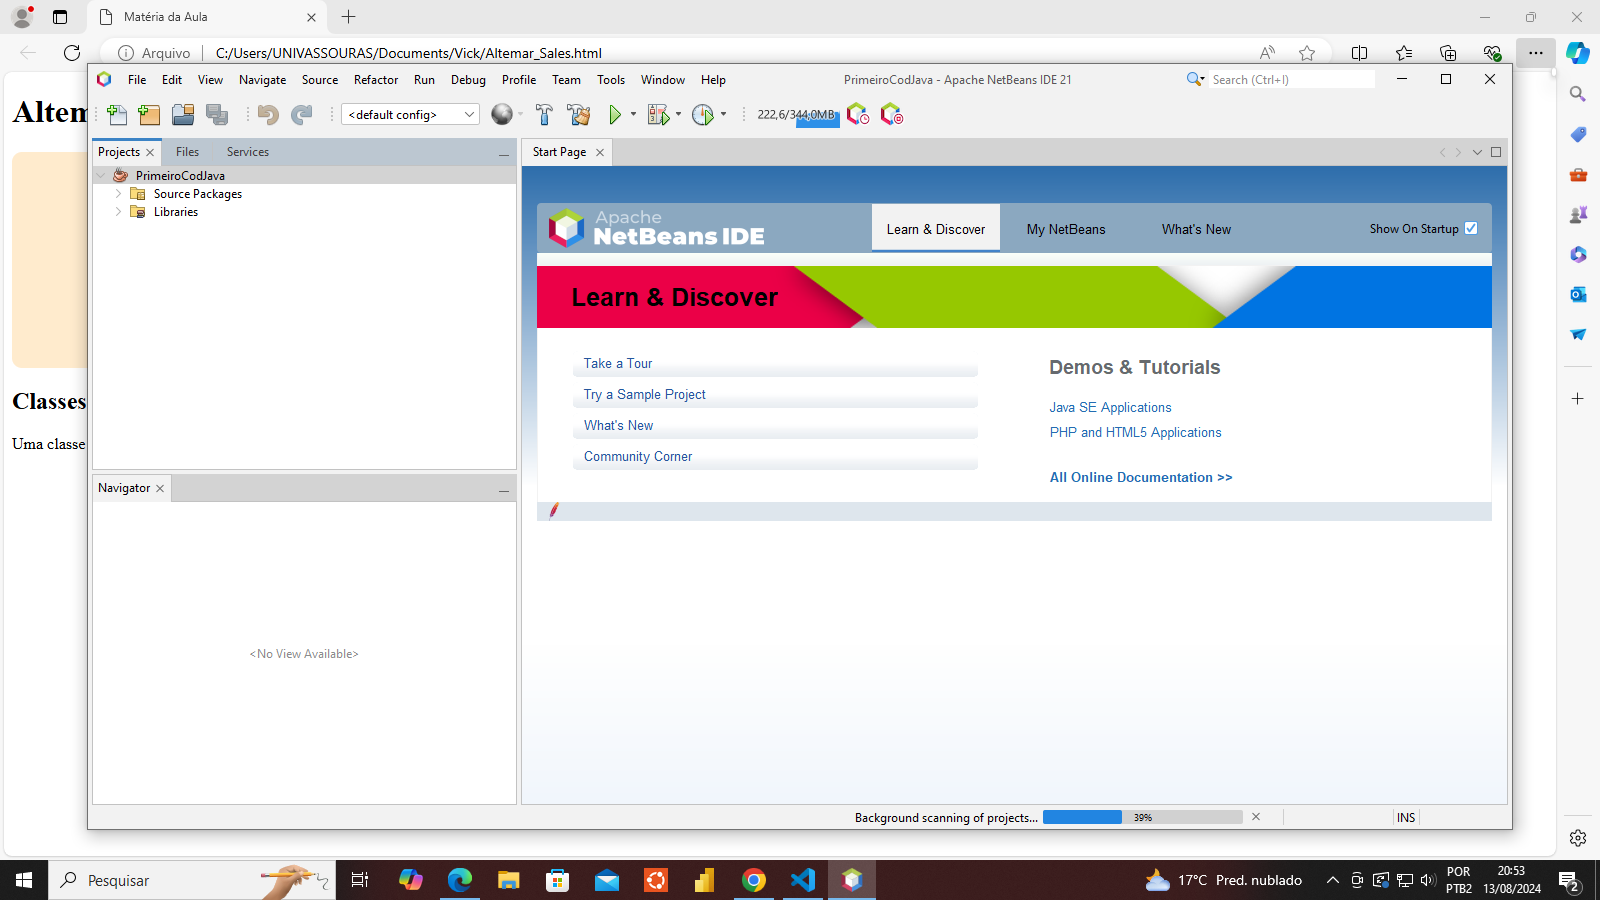 Matéria da Aula
Arquivo
C:/Users/UNIVASSOURAS/Documents/Vick/Altemar_Sales.html
Altem
Classes
Uma classe
File Edit View Navigate Source Refactor Run Debug Profile Team Tools Window Help
PrimeiroCodJava - Apache NetBeans IDE 21
Search (Ctrl+I)
<default config>
222,6/344,0MB
Projects
Files
Services
PrimeiroCodJava
Source Packages
Libraries
Navigator
<No View Available>
Start Page
Apache
NetBeans IDE
Learn & Discover
My NetBeans
What's New
Show On Startup
Learn & Discover
Take a Tour
Try a Sample Project
What's New
Community Corner
Demos & Tutorials
Java SE Applications
PHP and HTML5 Applications
All Online Documentation >>
Background scanning of projects...
39%
INS
Pesquisar
17°C Pred. nublado
POR
PTB2
20:53
13/08/2024
2